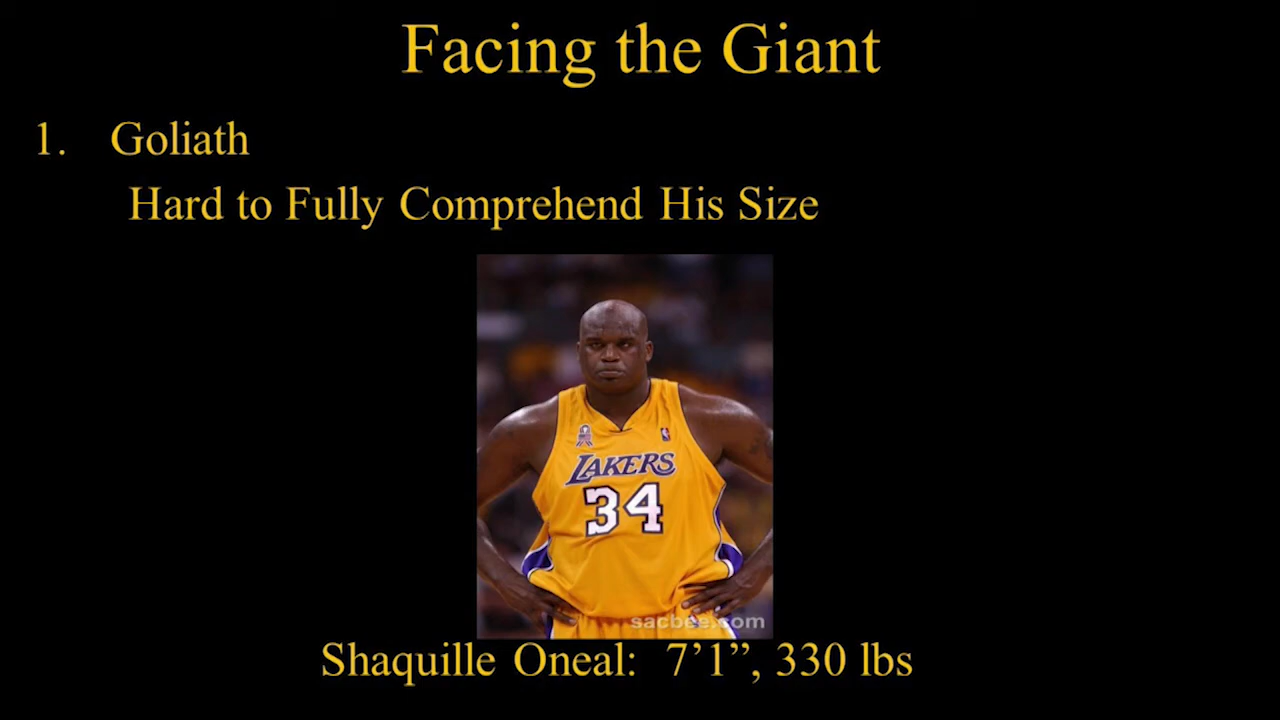 Facing the Giant
1. Goliath
Hard to Fully Comprehend His Size
LAKERS
34
sacbee.com
Shaquille Oneal: 7’1”, 330 lbs